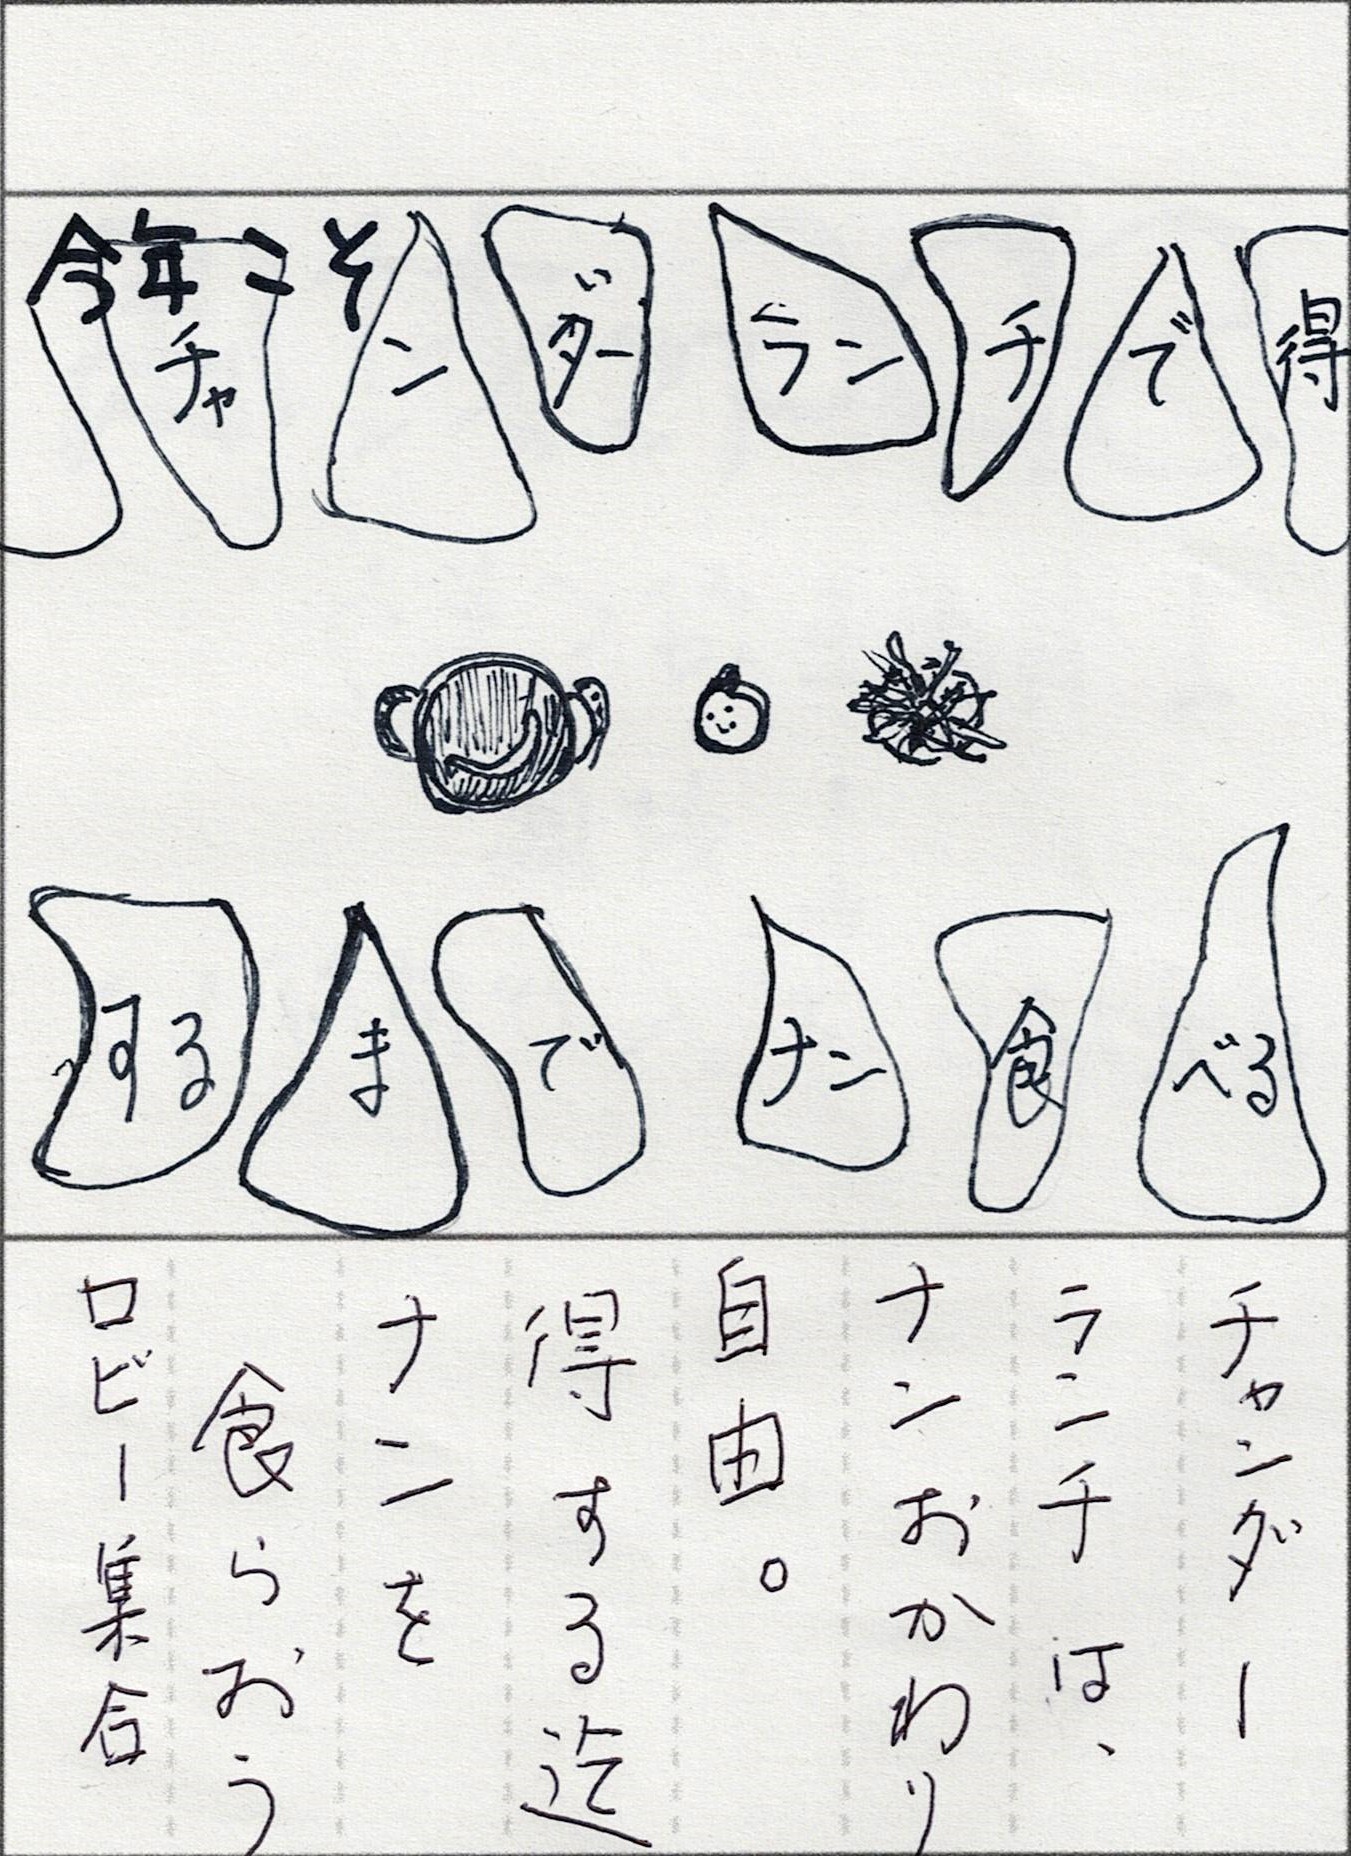 今年こそ
チャンダーランチで得
するまでナン食べる
チャンダー
ランチは、
ナンおかわり
自由。
得する迄
ナンを
食らおう
ロビー集合